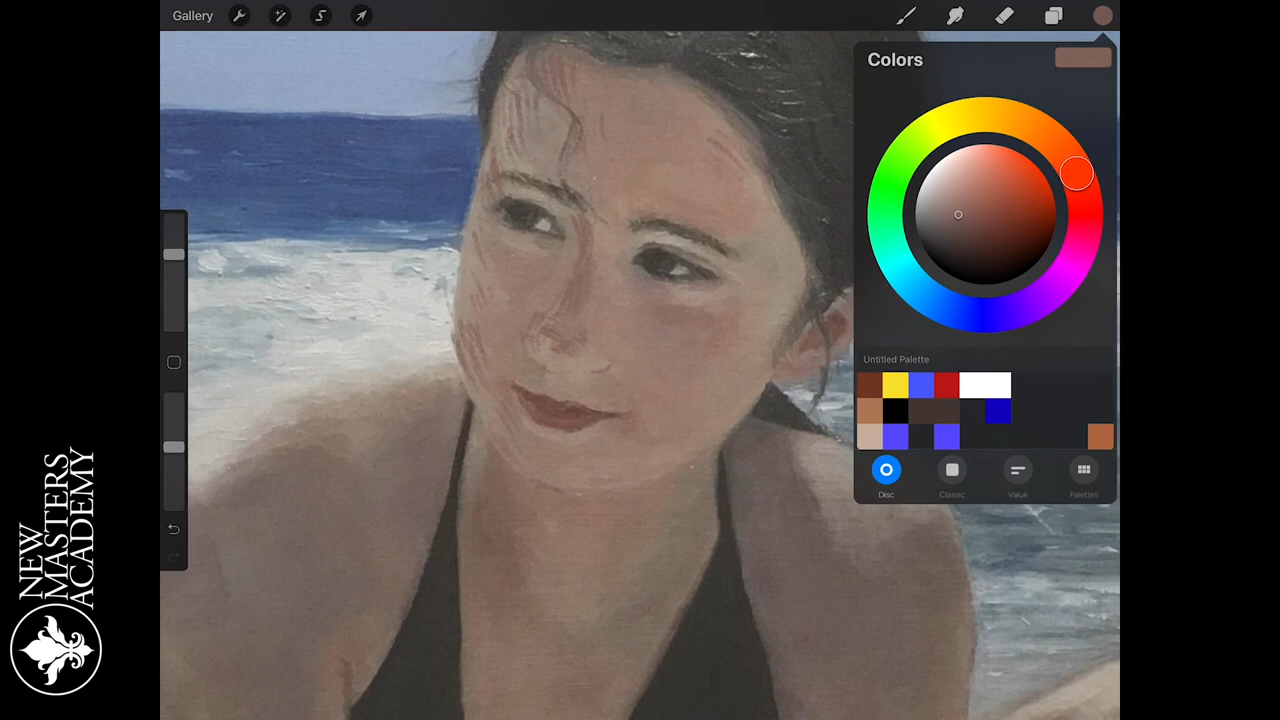 Gallery
Colors
Untitled Palette
Disc
Classic
Value
Palettes
NEW
MASTERS
ACADEMY